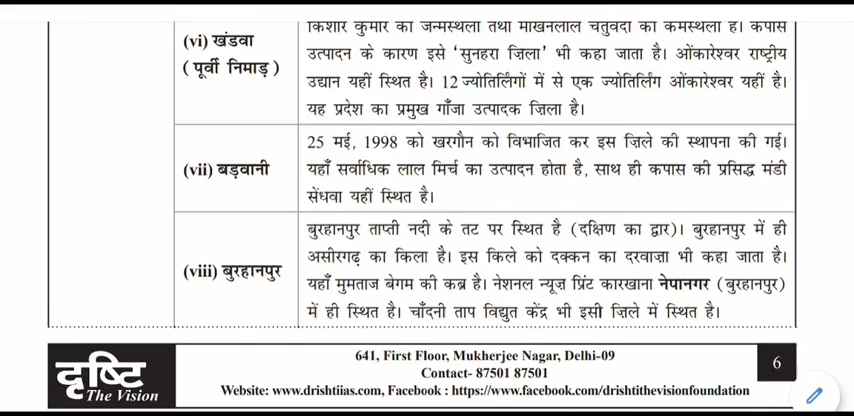 (vi) खंडवा
(पूर्वी निमाड़)
किशोर कुमार की जन्मस्थली तथा माखनलाल चतुर्वेदी की कर्मस्थली है। कपास
उत्पादन के कारण इसे ‘सुनहरा ज़िला’ भी कहा जाता है। ओंकारेश्वर राष्ट्रीय
उद्यान यहीं स्थित है। 12 ज्योतिर्लिंगों में से एक ज्योतिर्लिंग ओंकारेश्वर यहीं है।
यह प्रदेश का प्रमुख गाँजा उत्पादक ज़िला है।
(vii) बड़वानी
25 मई, 1998 को खरगौन को विभाजित कर इस जिले की स्थापना की गई।
यहाँ सर्वाधिक लाल मिर्च का उत्पादन होता है, साथ ही कपास की प्रसिद्ध मंडी
सेंधवा यहीं स्थित है।
(viii) बुरहानपुर
बुरहानपुर ताप्ती नदी के तट पर स्थित है (दक्षिण का द्वार)। बुरहानपुर में ही
असीरगढ़ का किला है। इस किले को दक्कन का दरवाज़ा भी कहा जाता है।
यहाँ मुमताज बेगम की कब्र है। नेशनल न्यूज़ प्रिंट कारखाना नेपानगर (बुरहानपुर)
में ही स्थित है। चाँदनी ताप विद्युत केंद्र भी इसी ज़िले में स्थित है।
दृष्टि
The Vision
641, First Floor, Mukherjee Nagar, Delhi-09
Contact- 87501 87501
Website: www.drishtiias.com, Facebook : https://www.facebook.com/drishtithevisionfoundation
6